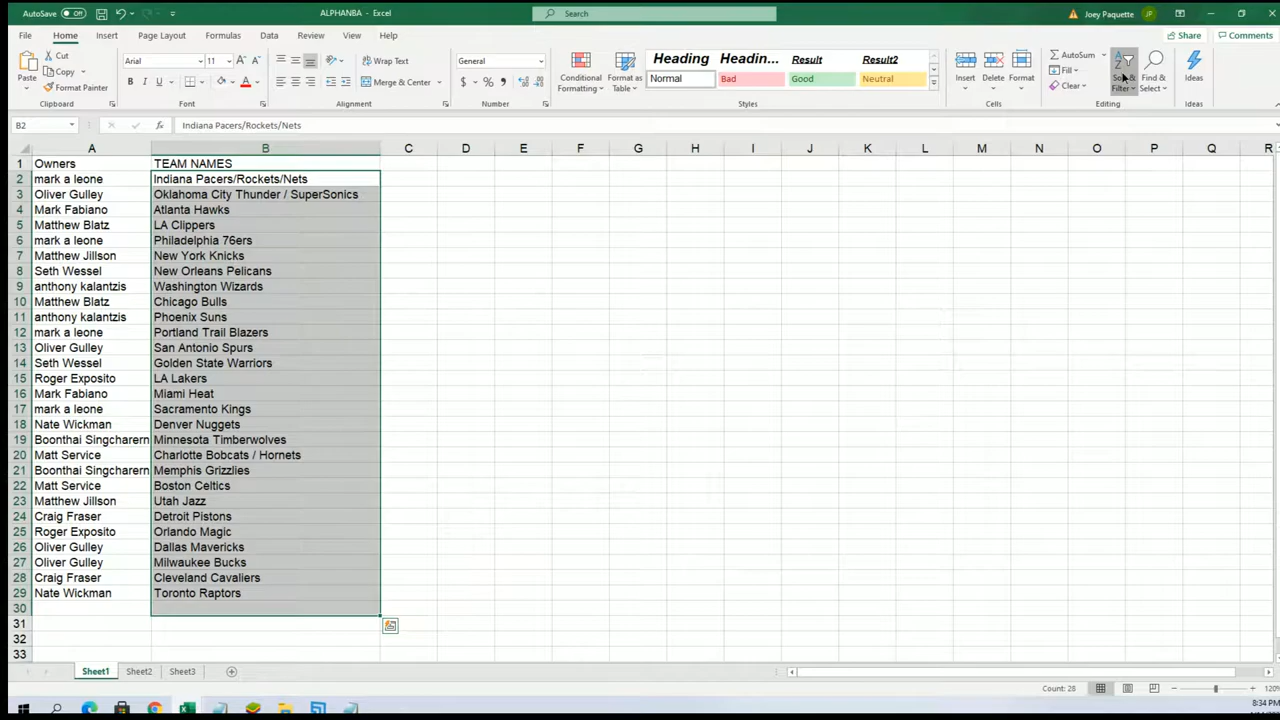 AutoSave Off ALPHANBA - Excel Search Joey Paquette JP
File Home Insert Page Layout Formulas Data Review View Help Share Comments
Paste Cut Copy Format Painter Clipboard
Arial 11 A A B I U A Font
Wrap Text Merge & Center Alignment
General $ % Number
Conditional Formatting Format as Table
Heading Headin... Result Result2
Normal Bad Good Neutral
Styles
Insert Delete Format Cells
AutoSum Fill Clear Sort & Filter Find & Select Editing
Ideas Ideas
B2 fx Indiana Pacers/Rockets/Nets
A B C D E F G H I J K L M N O P Q R
1 Owners TEAM NAMES
2 mark a leone Indiana Pacers/Rockets/Nets
3 Oliver Gulley Oklahoma City Thunder / SuperSonics
4 Mark Fabiano Atlanta Hawks
5 Matthew Blatz LA Clippers
6 mark a leone Philadelphia 76ers
7 Matthew Jillson New York Knicks
8 Seth Wessel New Orleans Pelicans
9 anthony kalantzis Washington Wizards
10 Matthew Blatz Chicago Bulls
11 anthony kalantzis Phoenix Suns
12 mark a leone Portland Trail Blazers
13 Oliver Gulley San Antonio Spurs
14 Seth Wessel Golden State Warriors
15 Roger Exposito LA Lakers
16 Mark Fabiano Miami Heat
17 mark a leone Sacramento Kings
18 Nate Wickman Denver Nuggets
19 Boonthai Singcharern Minnesota Timberwolves
20 Matt Service Charlotte Bobcats / Hornets
21 Boonthai Singcharern Memphis Grizzlies
22 Matt Service Boston Celtics
23 Matthew Jillson Utah Jazz
24 Craig Fraser Detroit Pistons
25 Roger Exposito Orlando Magic
26 Oliver Gulley Dallas Mavericks
27 Oliver Gulley Milwaukee Bucks
28 Craig Fraser Cleveland Cavaliers
29 Nate Wickman Toronto Raptors
30
31
32
33
Sheet1 Sheet2 Sheet3
Count: 28 120%
8:34 PM